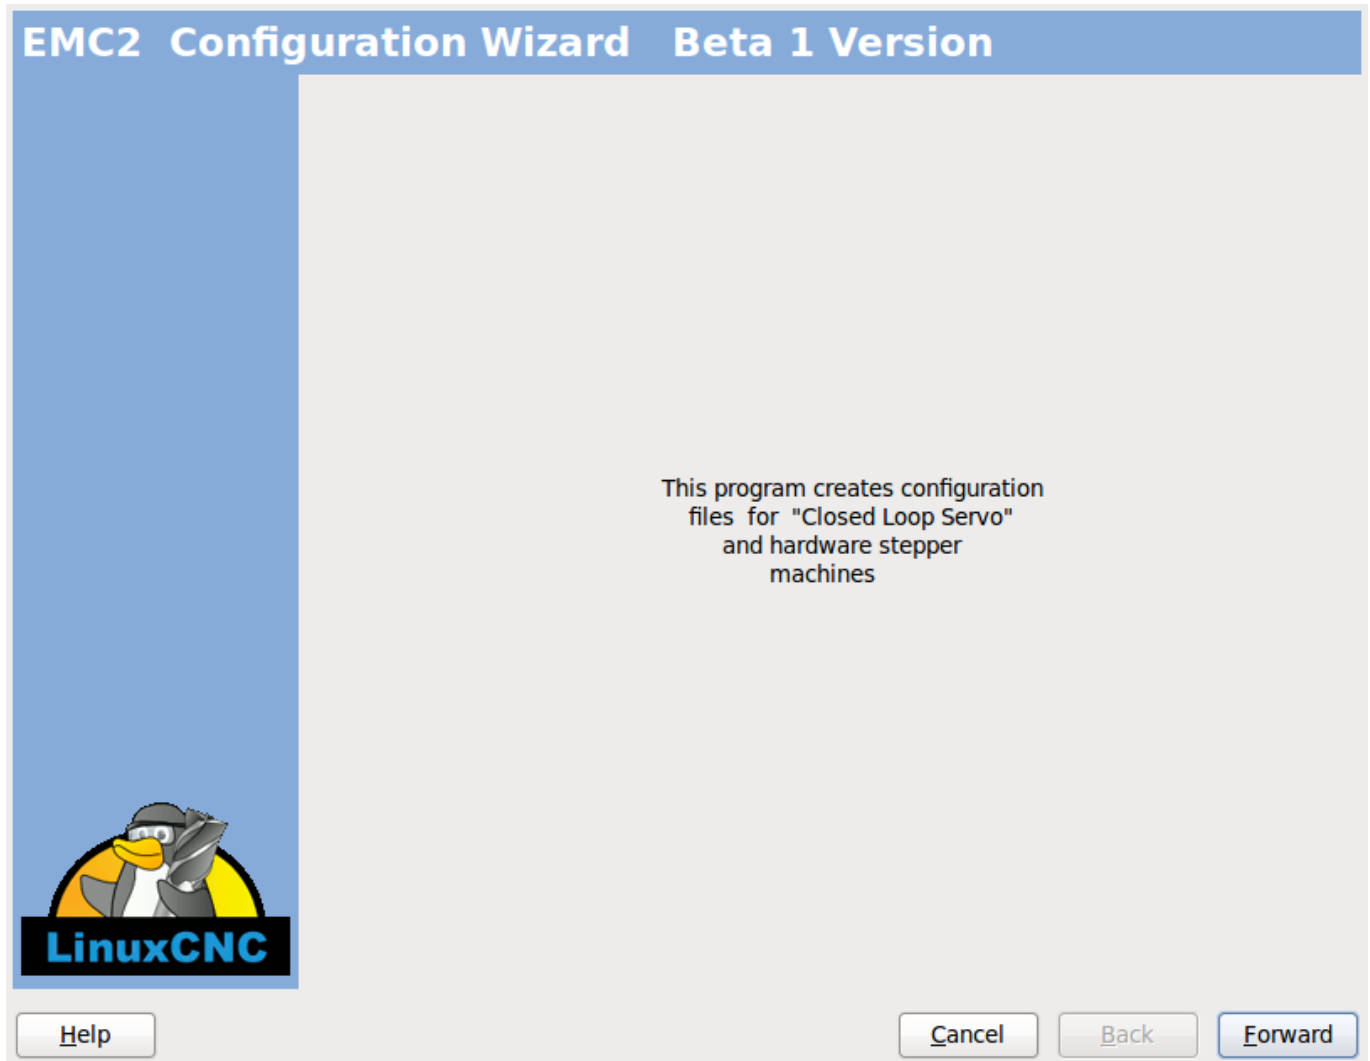 EMC2  Configuration Wizard   Beta 1 Version
This program creates configuration
files  for  "Closed Loop Servo"
and hardware stepper
machines
LinuxCNC
Help
Cancel
Back
Forward